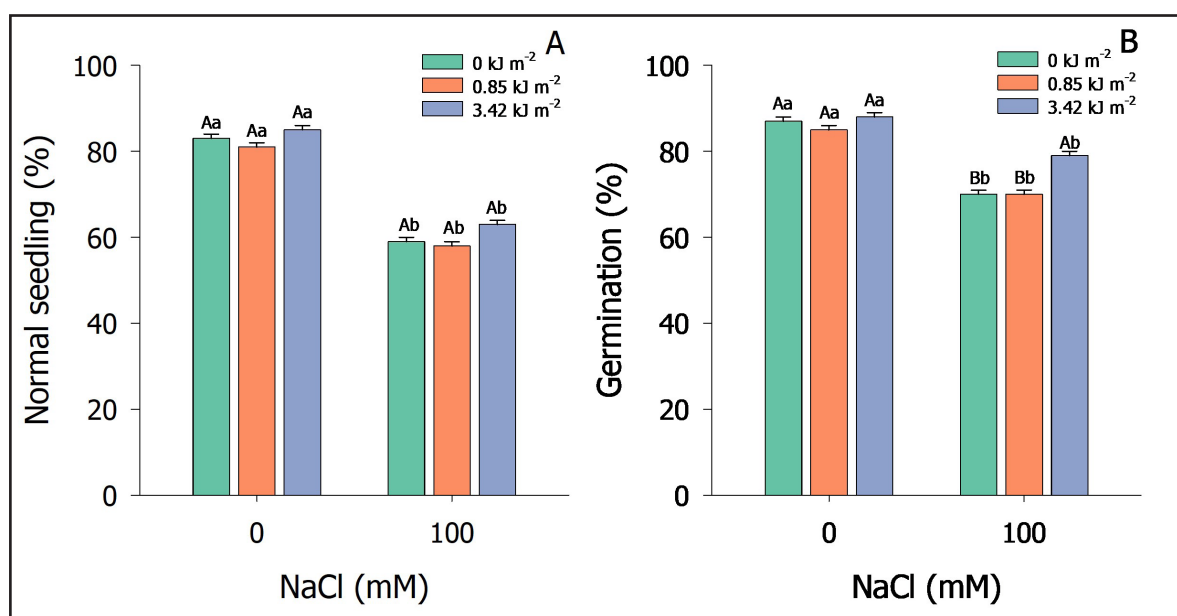 A
0 kJ m⁻²
0.85 kJ m⁻²
3.42 kJ m⁻²
100
80
60
40
20
0
Normal seedling (%)
Aa Aa Aa
Ab Ab Ab
0 100
NaCl (mM)
B
0 kJ m⁻²
0.85 kJ m⁻²
3.42 kJ m⁻²
100
80
60
40
20
0
Germination (%)
Aa Aa Aa
Bb Bb Ab
0 100
NaCl (mM)